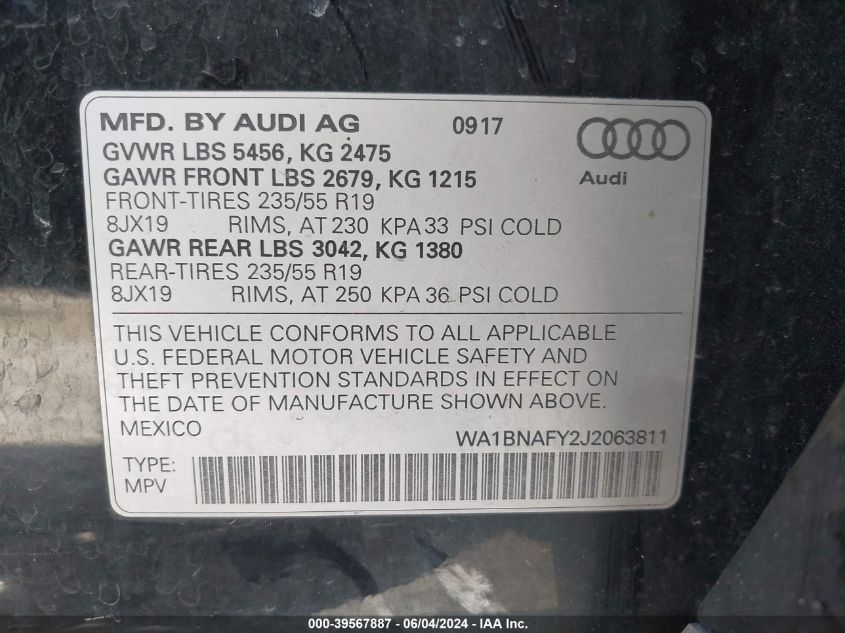 MFD. BY AUDI AG 0917
GVWR LBS 5456, KG 2475
GAWR FRONT LBS 2679, KG 1215
Audi
FRONT-TIRES 235/55 R19
8JX19 RIMS, AT 230 KPA 33 PSI COLD
GAWR REAR LBS 3042, KG 1380
REAR-TIRES 235/55 R19
8JX19 RIMS, AT 250 KPA 36 PSI COLD
THIS VEHICLE CONFORMS TO ALL APPLICABLE
U.S. FEDERAL MOTOR VEHICLE SAFETY AND
THEFT PREVENTION STANDARDS IN EFFECT ON
THE DATE OF MANUFACTURE SHOWN ABOVE.
MEXICO WA1BNAFY2J2063811
TYPE:
MPV
000-39567887 - 06/04/2024 - IAA Inc.